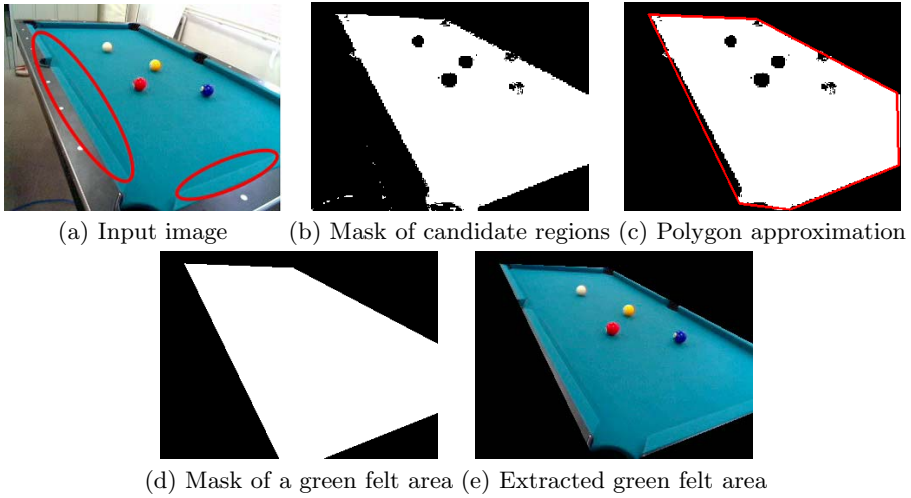 (a) Input image
(b) Mask of candidate regions
(c) Polygon approximation
(d) Mask of a green felt area
(e) Extracted green felt area